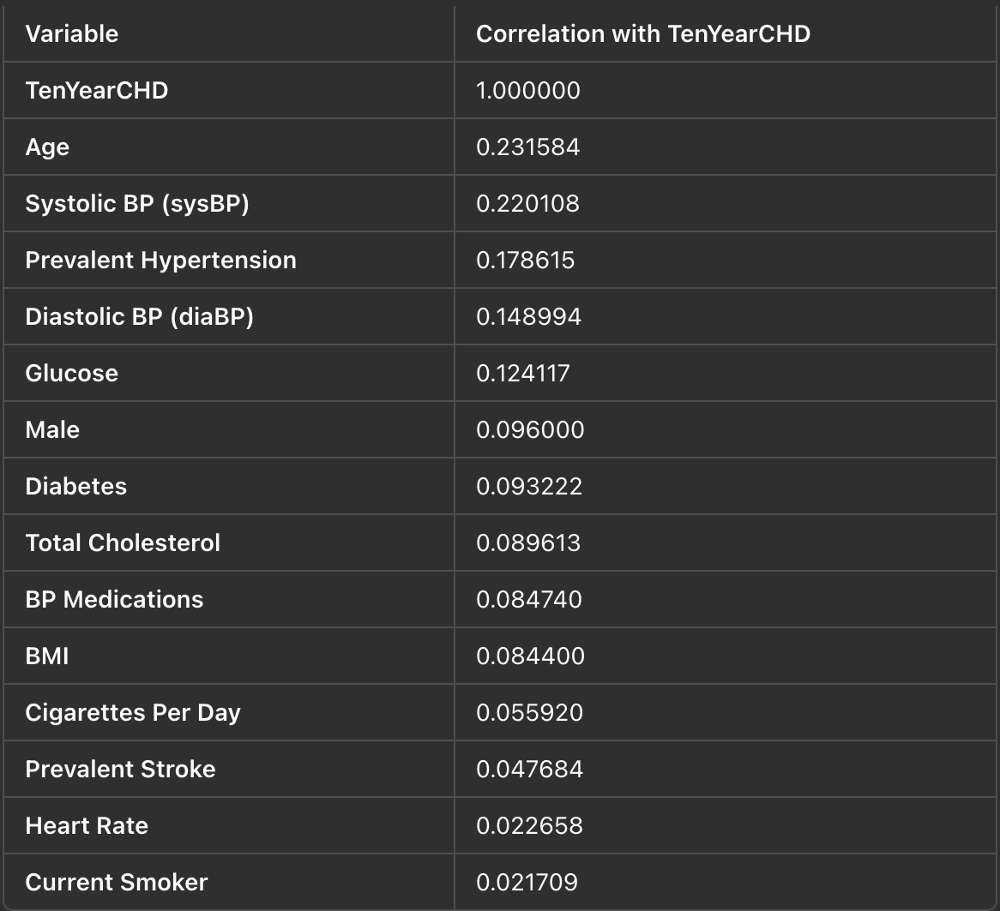 Variable Correlation with TenYearCHD
TenYearCHD 1.000000
Age 0.231584
Systolic BP (sysBP) 0.220108
Prevalent Hypertension 0.178615
Diastolic BP (diaBP) 0.148994
Glucose 0.124117
Male 0.096000
Diabetes 0.093222
Total Cholesterol 0.089613
BP Medications 0.084740
BMI 0.084400
Cigarettes Per Day 0.055920
Prevalent Stroke 0.047684
Heart Rate 0.022658
Current Smoker 0.021709